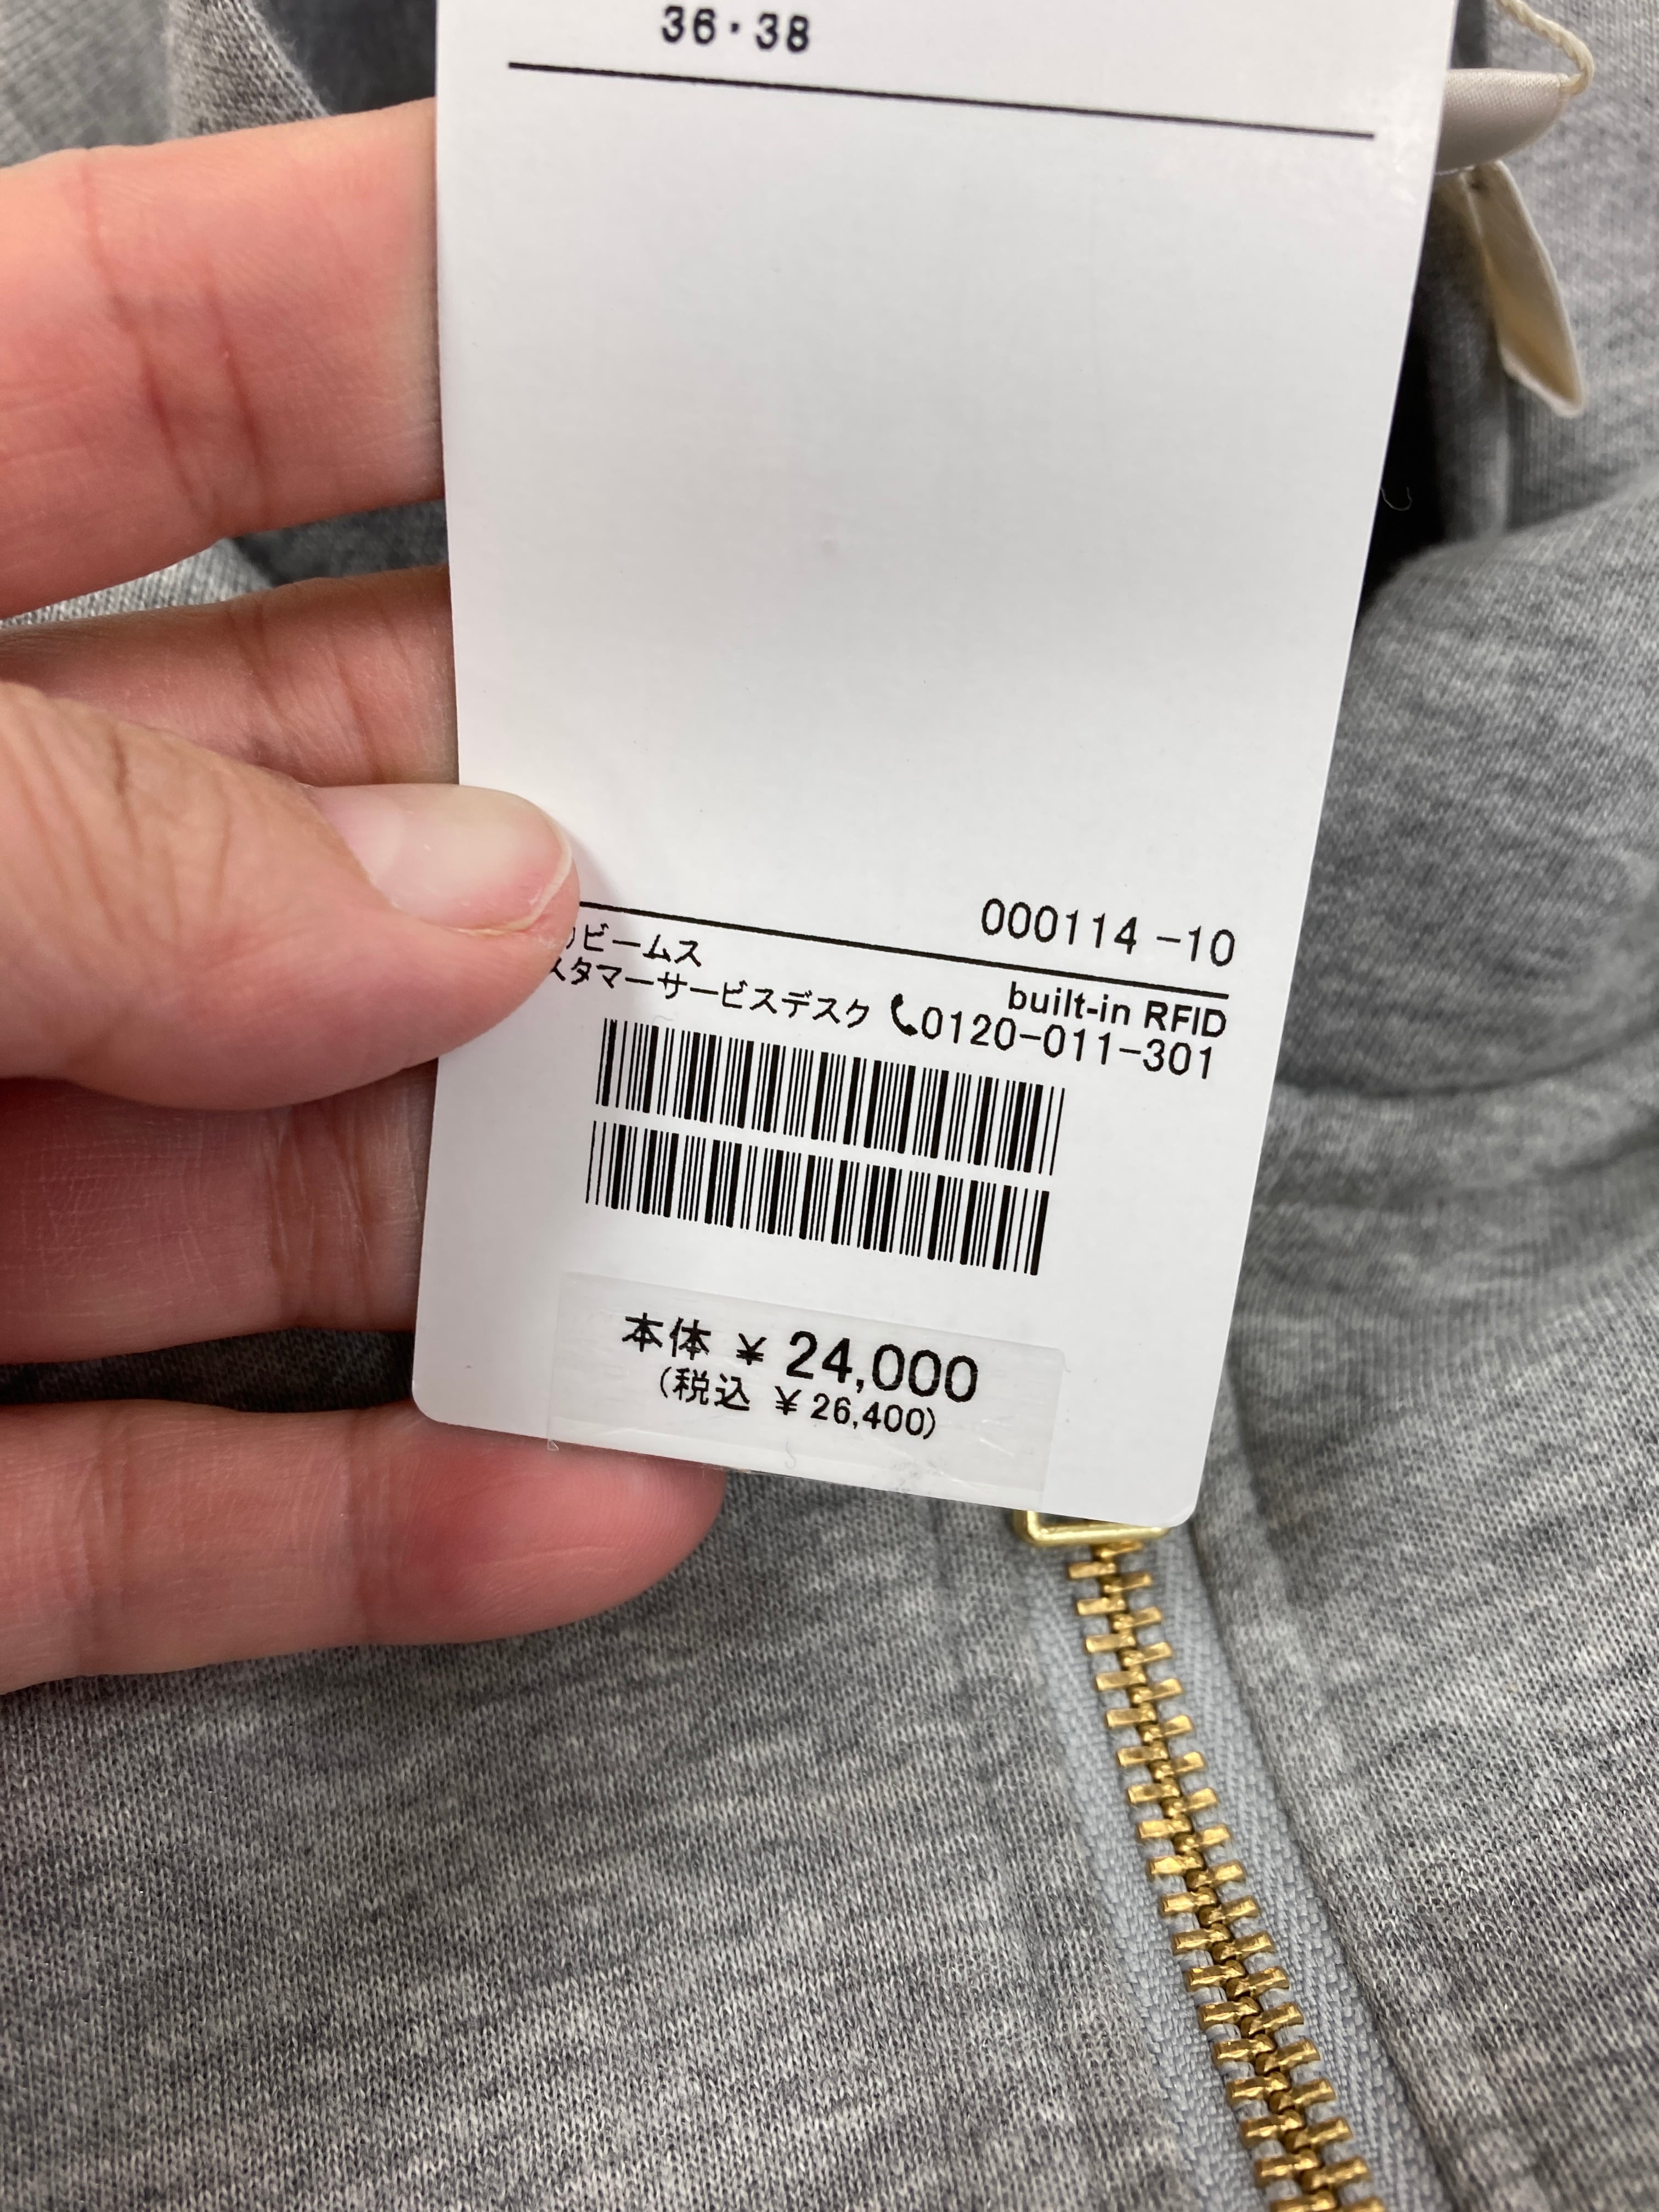 36・38
000114 -10
ビームス
built-in RFID
スタマーサービスデスク 0120-011-301
本体 ¥ 24,000
(税込 ¥26,400)